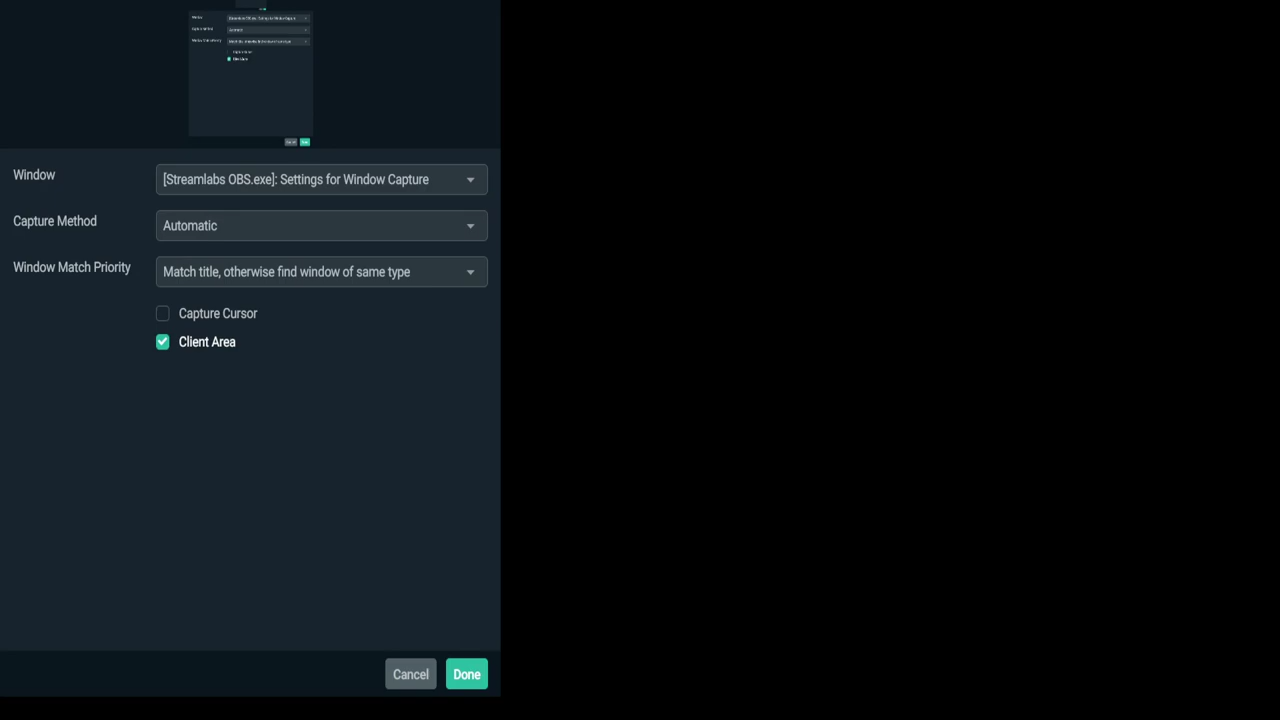 Window
[Streamlabs OBS.exe]: Settings for Window Capture
Capture Method
Automatic
Window Match Priority
Match title, otherwise find window of same type
Capture Cursor
Client Area
Cancel
Done